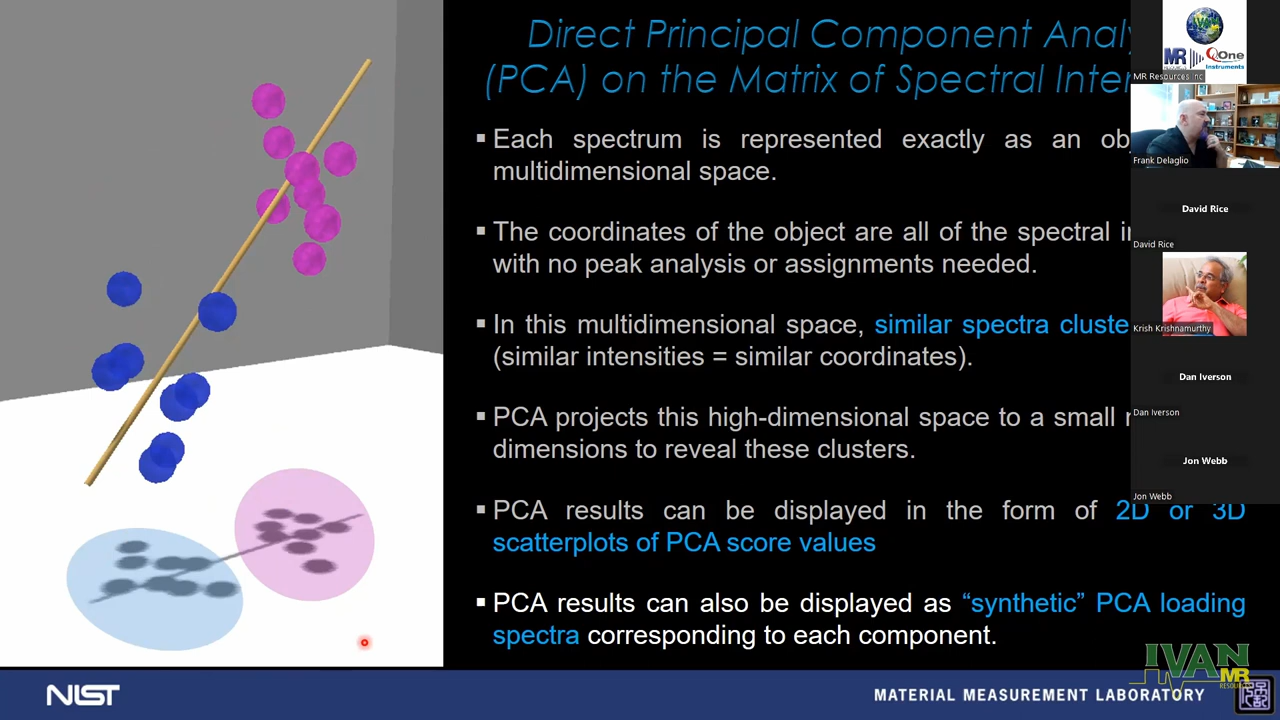 Direct Principal Component Analy
(PCA) on the Matrix of Spectral Inten
▪ Each spectrum is represented exactly as an ob
multidimensional space.
▪ The coordinates of the object are all of the spectral i
with no peak analysis or assignments needed.
▪ In this multidimensional space, similar spectra cluste
(similar intensities = similar coordinates).
▪ PCA projects this high-dimensional space to a small
dimensions to reveal these clusters.
▪ PCA results can be displayed in the form of 2D or 3D
scatterplots of PCA score values
▪ PCA results can also be displayed as “synthetic” PCA loading
spectra corresponding to each component.
MR
QOne
Instruments
MR Resources Inc
Frank Delaglio
David Rice
David Rice
Krish Krishnamurthy
Dan Iverson
Dan Iverson
Jon Webb
Jon Webb
IVAN
MR
NIST
MATERIAL MEASUREMENT LABORATORY